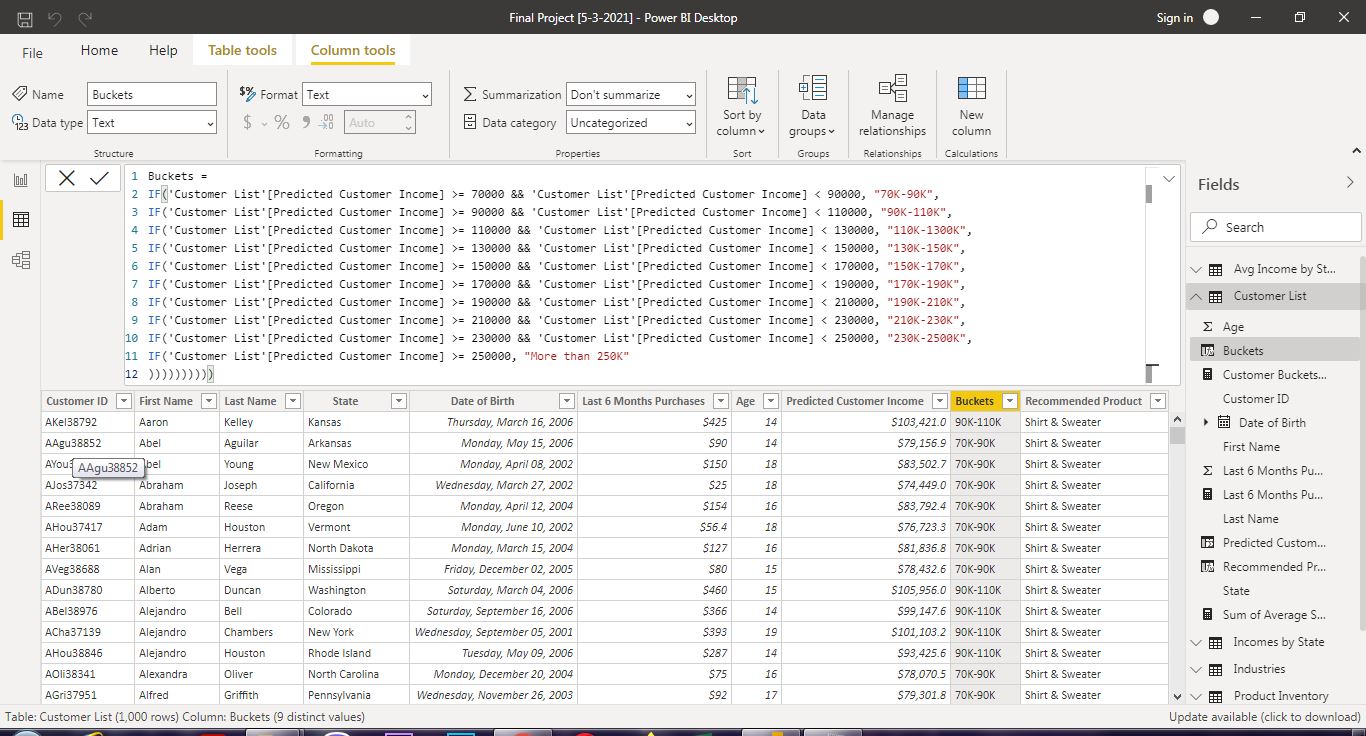 Final Project [5-3-2021] - Power BI Desktop
Sign in
File Home Help Table tools Column tools
Name Buckets
Data type Text
Structure
$% Format Text
$ % 9 .00 Auto
Formatting
Summarization Don't summarize
Data category Uncategorized
Properties
Sort by column
Sort
Data groups
Groups
Manage relationships
Relationships
New column
Calculations
1 Buckets =
2 IF('Customer List'[Predicted Customer Income] >= 70000 && 'Customer List'[Predicted Customer Income] < 90000, "70K-90K",
3 IF('Customer List'[Predicted Customer Income] >= 90000 && 'Customer List'[Predicted Customer Income] < 110000, "90K-110K",
4 IF('Customer List'[Predicted Customer Income] >= 110000 && 'Customer List'[Predicted Customer Income] < 130000, "110K-1300K",
5 IF('Customer List'[Predicted Customer Income] >= 130000 && 'Customer List'[Predicted Customer Income] < 150000, "130K-150K",
6 IF('Customer List'[Predicted Customer Income] >= 150000 && 'Customer List'[Predicted Customer Income] < 170000, "150K-170K",
7 IF('Customer List'[Predicted Customer Income] >= 170000 && 'Customer List'[Predicted Customer Income] < 190000, "170K-190K",
8 IF('Customer List'[Predicted Customer Income] >= 190000 && 'Customer List'[Predicted Customer Income] < 210000, "190K-210K",
9 IF('Customer List'[Predicted Customer Income] >= 210000 && 'Customer List'[Predicted Customer Income] < 230000, "210K-230K",
10 IF('Customer List'[Predicted Customer Income] >= 230000 && 'Customer List'[Predicted Customer Income] < 250000, "230K-2500K",
11 IF('Customer List'[Predicted Customer Income] >= 250000, "More than 250K"
12 ))))))))))
Customer ID First Name Last Name State Date of Birth Last 6 Months Purchases Age Predicted Customer Income Buckets Recommended Product
AKel38792 Aaron Kelley Kansas Thursday, March 16, 2006 $425 14 $103,421.0 90K-110K Shirt & Sweater
AAgu38852 Abel Aguilar Arkansas Monday, May 15, 2006 $90 14 $79,156.9 70K-90K Shirt & Sweater
Young New Mexico Monday, April 08, 2002 $150 18 $83,502.7 70K-90K Shirt & Sweater
AAgu38852
AJos37342 Abraham Joseph California Wednesday, March 27, 2002 $25 18 $74,449.0 70K-90K Shirt & Sweater
ARee38089 Abraham Reese Oregon Monday, April 12, 2004 $154 16 $83,792.4 70K-90K Shirt & Sweater
AHou37417 Adam Houston Vermont Monday, June 10, 2002 $56.4 18 $76,723.3 70K-90K Shirt & Sweater
AHer38061 Adrian Herrera North Dakota Monday, March 15, 2004 $127 16 $81,836.8 70K-90K Shirt & Sweater
AVeg38688 Alan Vega Mississippi Friday, December 02, 2005 $80 15 $78,432.6 70K-90K Shirt & Sweater
ADun38780 Alberto Duncan Washington Saturday, March 04, 2006 $460 15 $105,956.0 90K-110K Shirt & Sweater
ABel38976 Alejandro Bell Colorado Saturday, September 16, 2006 $366 14 $99,147.6 90K-110K Shirt & Sweater
ACha37139 Alejandro Chambers New York Wednesday, September 05, 2001 $393 19 $101,103.2 90K-110K Shirt & Sweater
AHou38846 Alejandro Houston Rhode Island Tuesday, May 09, 2006 $287 14 $93,425.6 90K-110K Shirt & Sweater
AOli38341 Alexandra Oliver North Carolina Monday, December 20, 2004 $75 16 $78,070.5 70K-90K Shirt & Sweater
AGri37951 Alfred Griffith Pennsylvania Wednesday, November 26, 2003 $92 17 $79,301.8 70K-90K Shirt & Sweater
Fields
Search
Avg Income by St...
Customer List
Age
Buckets
Customer Buckets...
Customer ID
Date of Birth
First Name
Last 6 Months Pu...
Last 6 Months Pu...
Last Name
Predicted Custom...
Recommended Pr...
State
Sum of Average S...
Incomes by State
Industries
Product Inventory
Table: Customer List (1,000 rows) Column: Buckets (9 distinct values)
Update available (click to download)